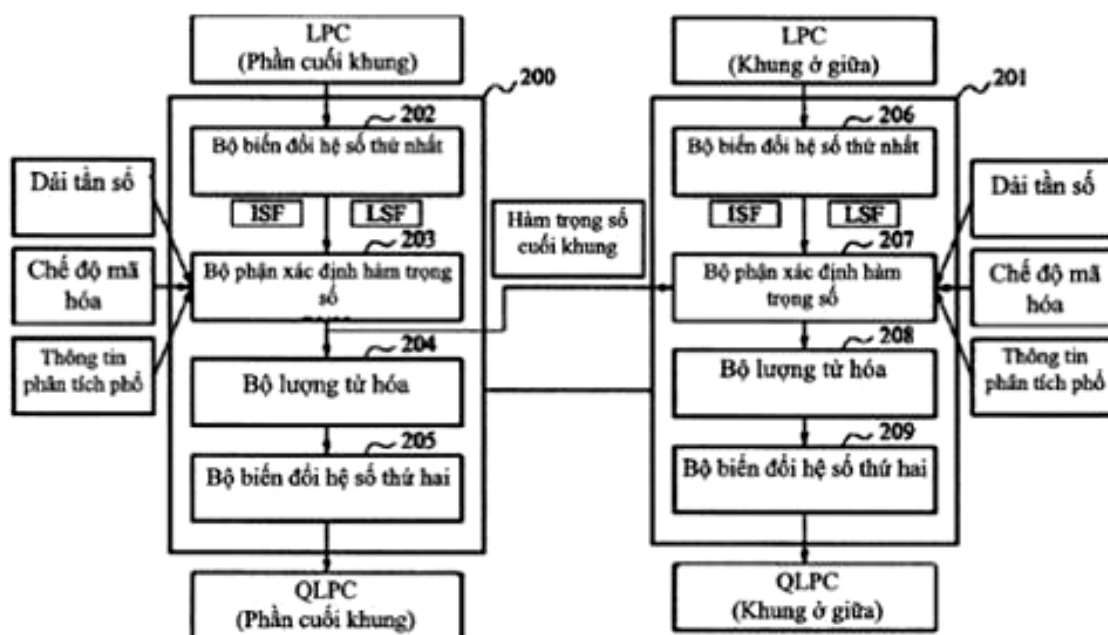 LPC
(Phần cuối khung)
200
202
Bộ biến đổi hệ số thứ nhất
ISF
LSF
Dải tần số
Chế độ mã
hóa
Thông tin
phân tích phổ
203
Bộ phận xác định hàm trọng
số
204
Bộ lượng tử hóa
205
Bộ biến đổi hệ số thứ hai
QLPC
(Phần cuối khung)
Hàm trọng số
cuối khung
LPC
(Khung ở giữa)
201
206
Bộ biến đổi hệ số thứ nhất
ISF
LSF
207
Bộ phận xác định hàm
trọng số
Dải tần số
Chế độ mã
hóa
Thông tin
phân tích phổ
208
Bộ lượng tử hóa
209
Bộ biến đổi hệ số thứ hai
QLPC
(Khung ở giữa)